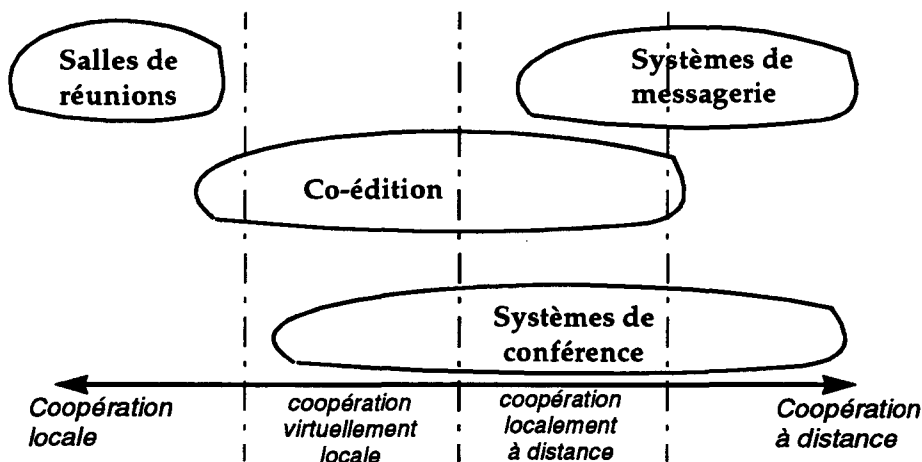 Salles de
réunions
Systèmes de
messagerie
Co-édition
Systèmes de
conférence
Coopération
locale
coopération
virtuellement
locale
coopération
localement
à distance
Coopération
à distance